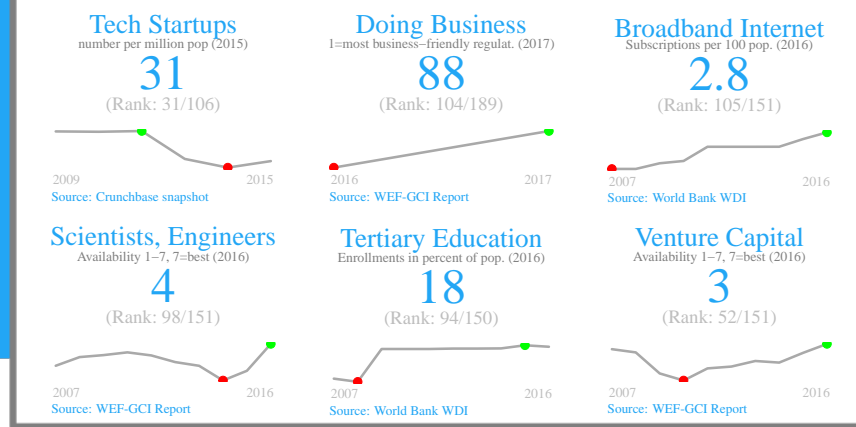 Tech Startups
number per million pop (2015)
31
(Rank: 31/106)
2009 2015
Source: Crunchbase snapshot
Doing Business
1=most business−friendly regulat. (2017)
88
(Rank: 104/189)
2016 2017
Source: WEF-GCI Report
Broadband Internet
Subscriptions per 100 pop. (2016)
2.8
(Rank: 105/151)
2007 2016
Source: World Bank WDI
Scientists, Engineers
Availability 1−7, 7=best (2016)
4
(Rank: 98/151)
2007 2016
Source: WEF-GCI Report
Tertiary Education
Enrollments in percent of pop. (2016)
18
(Rank: 94/150)
2007 2016
Source: World Bank WDI
Venture Capital
Availability 1−7, 7=best (2016)
3
(Rank: 52/151)
2007 2016
Source: WEF-GCI Report